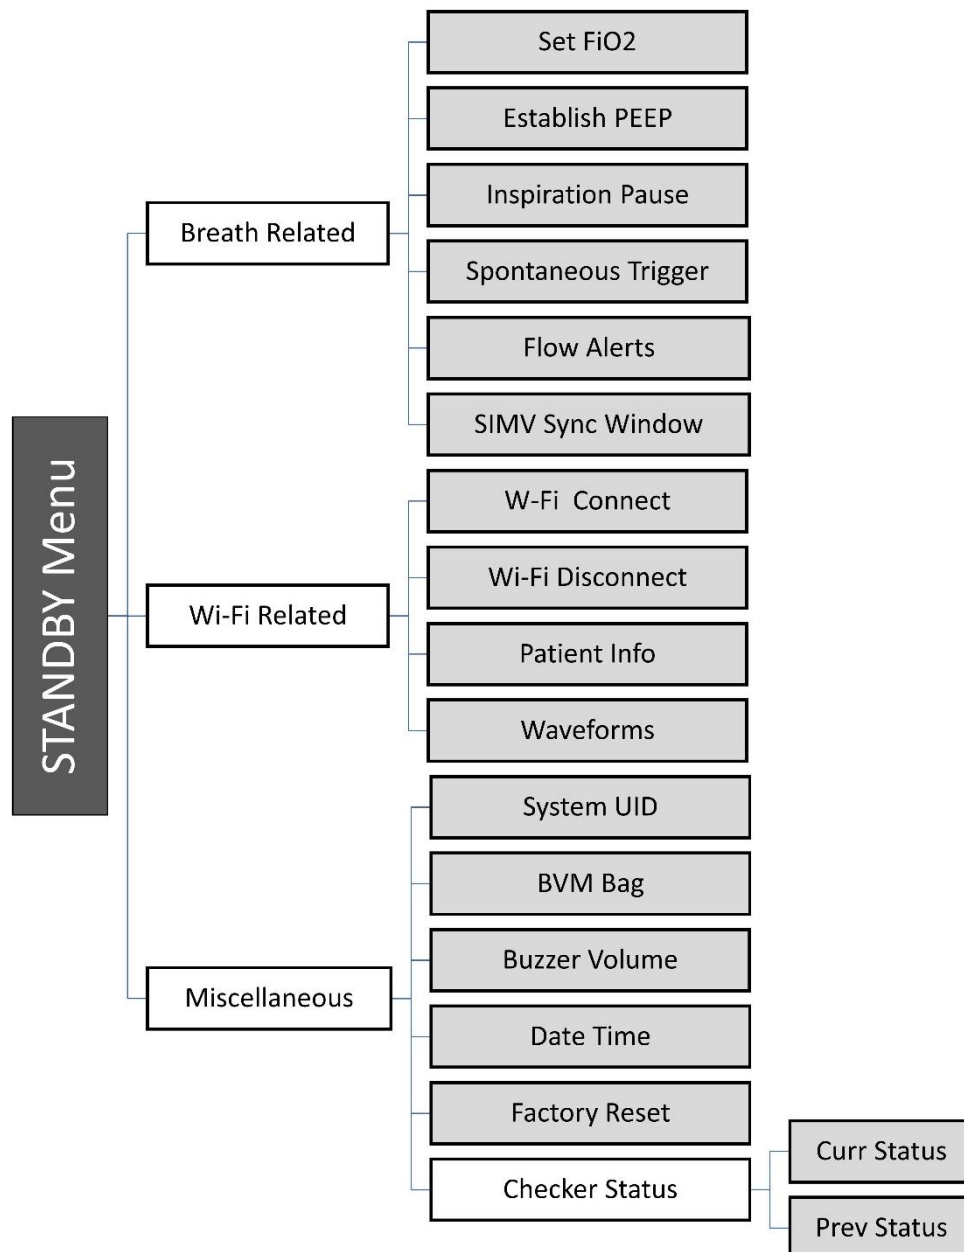 STANDBY Menu
Breath Related
Set FiO2
Establish PEEP
Inspiration Pause
Spontaneous Trigger
Flow Alerts
SIMV Sync Window
Wi-Fi Related
W-Fi  Connect
Wi-Fi Disconnect
Patient Info
Waveforms
Miscellaneous
System UID
BVM Bag
Buzzer Volume
Date Time
Factory Reset
Checker Status
Curr Status
Prev Status